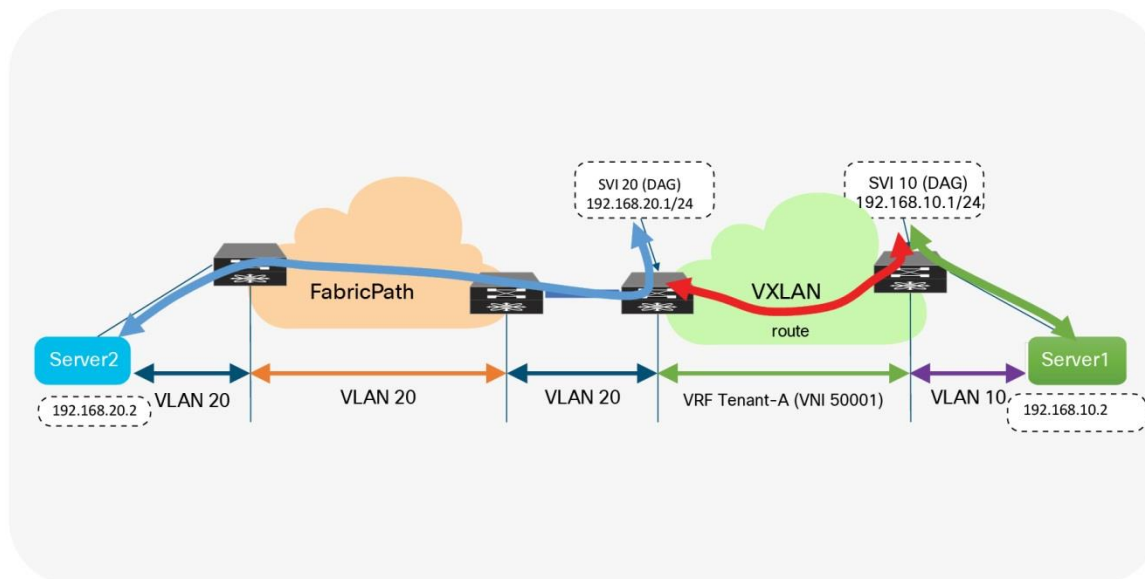 SVI 20 (DAG)
192.168.20.1/24
SVI 10 (DAG)
192.168.10.1/24
FabricPath
VXLAN
route
Server2
Server1
VLAN 20
VLAN 20
VLAN 20
VRF Tenant-A (VNI 50001)
VLAN 10
192.168.20.2
192.168.10.2